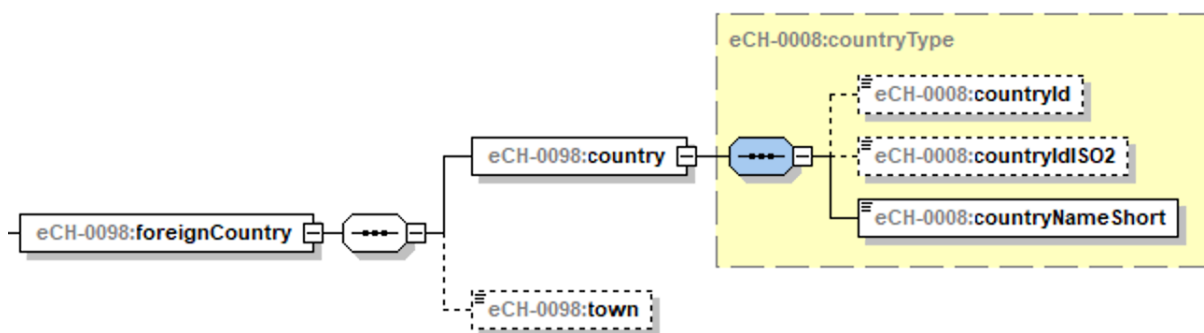 eCH-0008:countryType
eCH-0008:countryId
eCH-0098:country
eCH-0008:countryIdISO2
eCH-0008:countryNameShort
eCH-0098:foreignCountry
eCH-0098:town